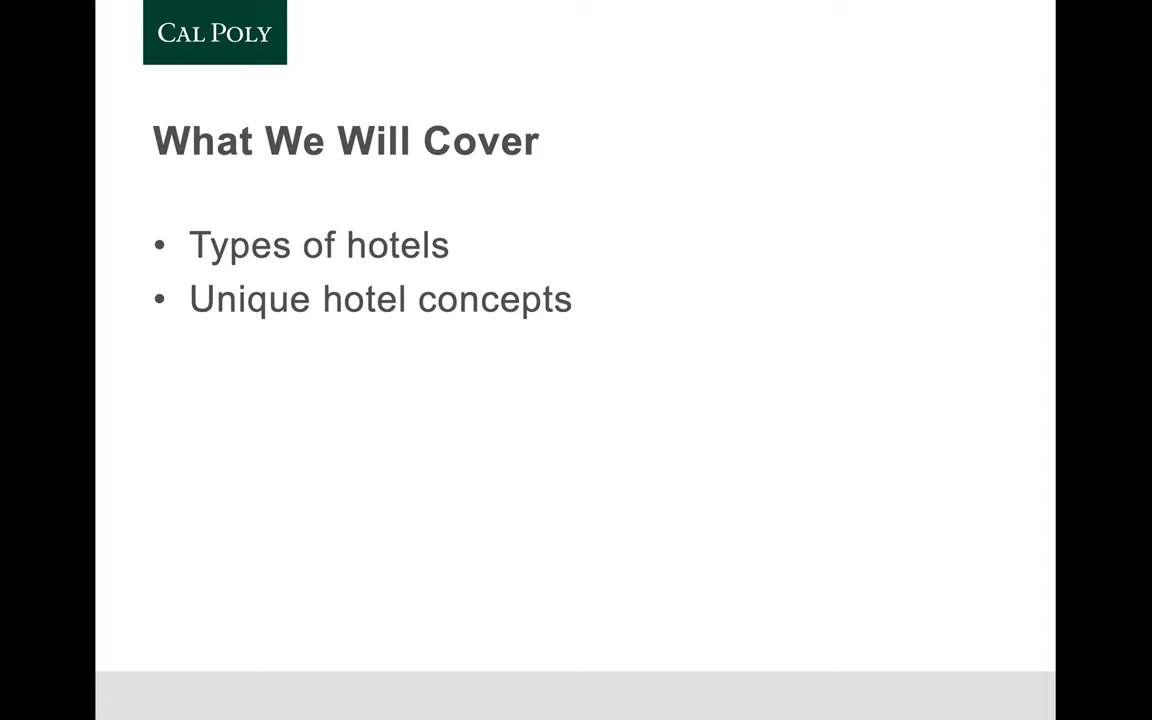 CAL POLY
What We Will Cover
• Types of hotels
• Unique hotel concepts